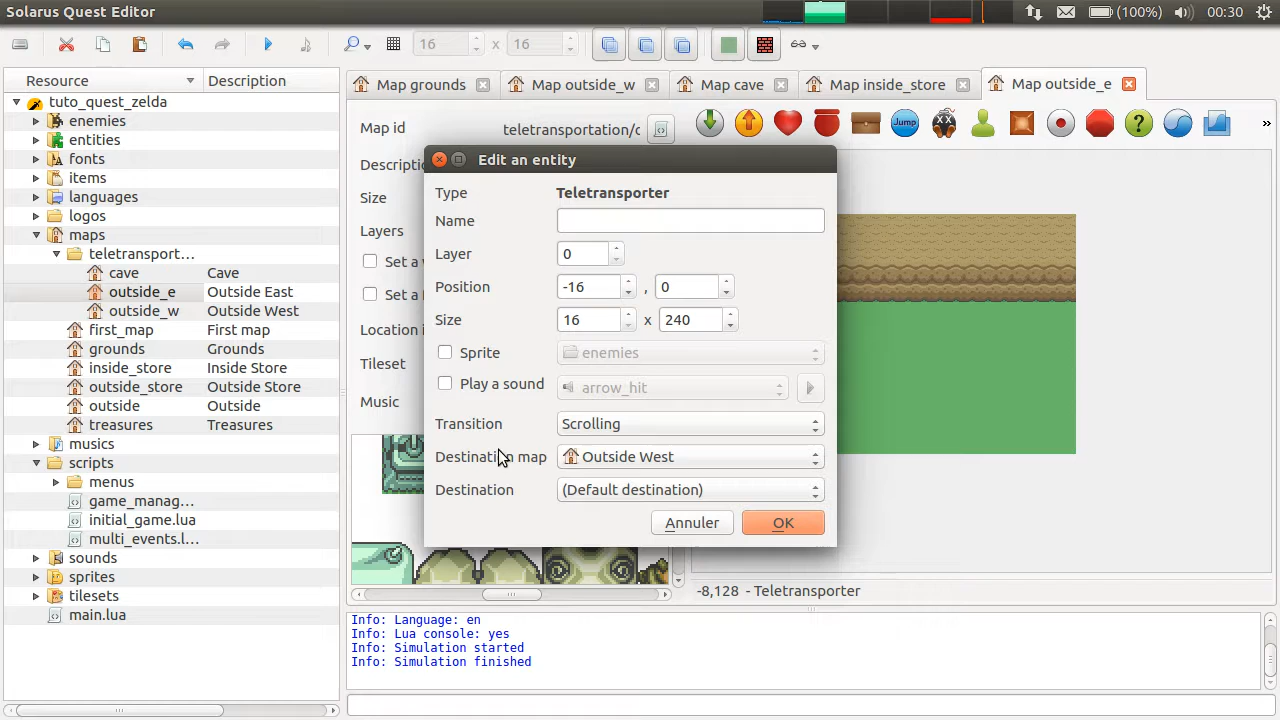 Solarus Quest Editor
(100%)
00:30
16
x
16
Resource
Description
Map grounds
Map outside_w
Map cave
Map inside_store
Map outside_e
tuto_quest_zelda
enemies
entities
fonts
items
languages
logos
maps
teletransport...
cave
Cave
outside_e
Outside East
outside_w
Outside West
first_map
First map
grounds
Grounds
inside_store
Inside Store
outside_store
Outside Store
outside
Outside
treasures
Treasures
musics
scripts
menus
game_manag...
initial_game.lua
multi_events.l...
sounds
sprites
tilesets
main.lua
Map id
teletransportation/
Size
Layers
Set a
Set a
Tileset
Music
Jump
?
»
Edit an entity
Type
Teletransporter
Name
Layer
0
Position
-16
,
0
Size
16
x
240
Sprite
enemies
Play a sound
arrow_hit
Transition
Scrolling
Destination map
Outside West
Destination
(Default destination)
Annuler
OK
-8,128 - Teletransporter
Info: Language: en
Info: Lua console: yes
Info: Simulation started
Info: Simulation finished